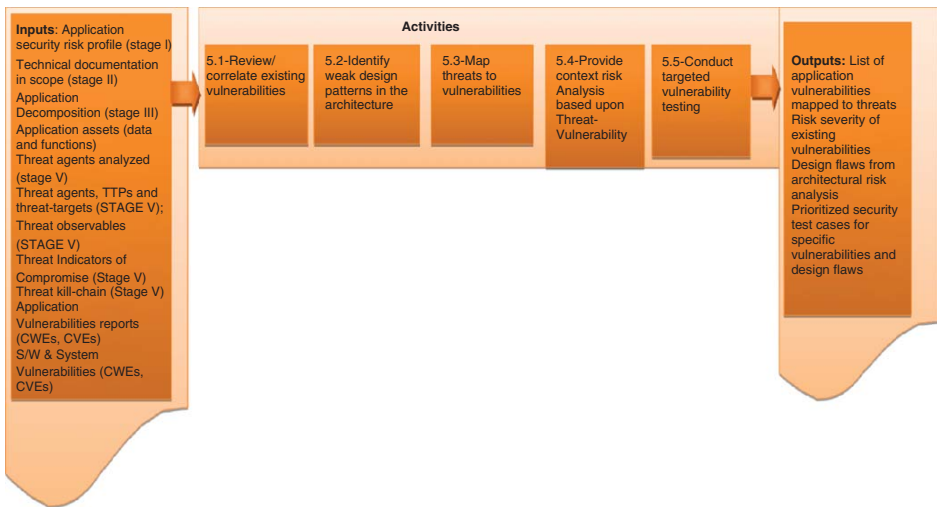 Inputs: Application
security risk profile (stage I)
Technical documentation
in scope (stage II)
Application
Decomposition (stage III)
Application assets (data
and functions)
Threat agents analyzed
(stage V)
Threat agents, TTPs and
threat-targets (STAGE V);
Threat observables
(STAGE V)
Threat Indicators of
Compromise (Stage V)
Threat kill-chain (Stage V)
Application
Vulnerabilities reports
(CWEs, CVEs)
S/W & System
Vulnerabilities (CWEs,
CVEs)
Activities
5.1-Review/
correlate existing
vulnerabilities
5.2-Identify
weak design
patterns in the
architecture
5.3-Map
threats to
vulnerabilities
5.4-Provide
context risk
Analysis
based upon
Threat-
Vulnerability
5.5-Conduct
targeted
vulnerability
testing
Outputs: List of
application
vulnerabilities
mapped to threats
Risk severity of
existing
vulnerabilities
Design flaws from
architectural risk
analysis
Prioritized security
test cases for
specific
vulnerabilities and
design flaws